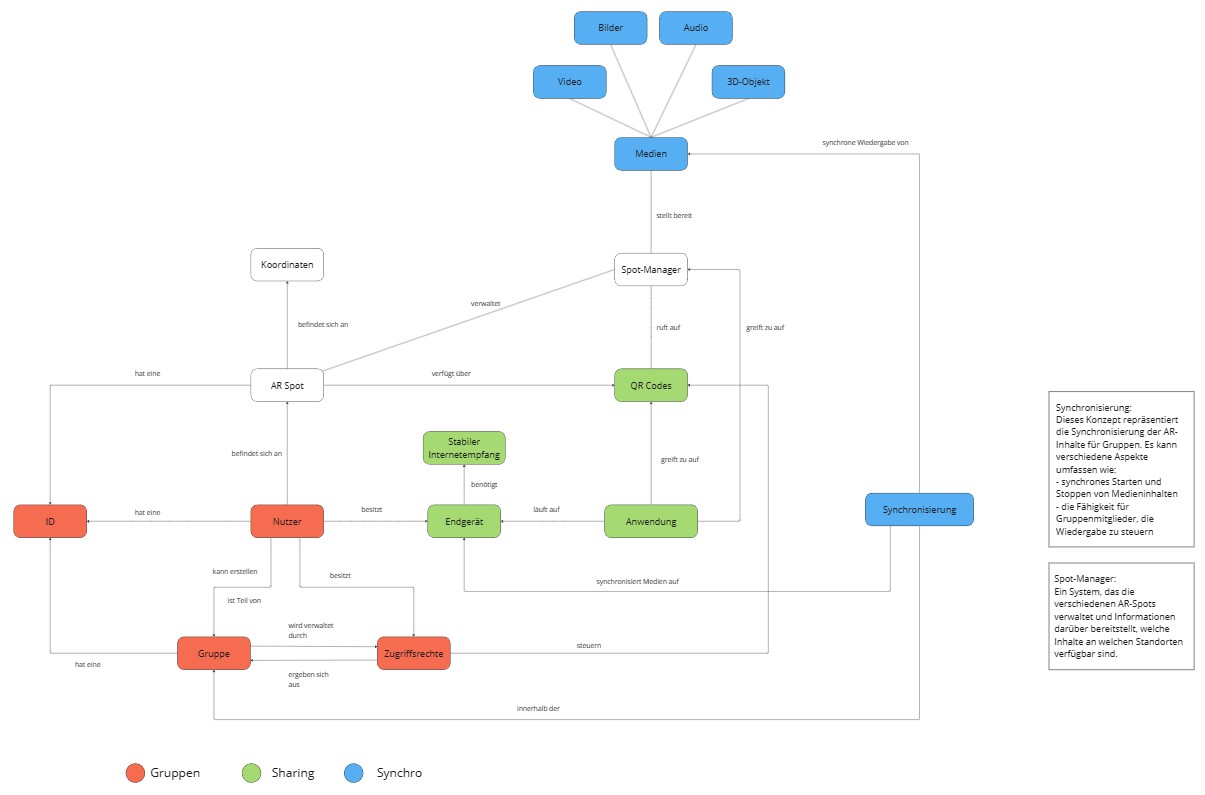 Bilder
Audio
Video
3D-Objekt
Medien
synchrone Wiedergabe von
stellt bereit
Koordinaten
Spot-Manager
verwaltet
befindet sich an
ruft auf
greift zu auf
hat eine
AR Spot
verfügt über
QR Codes
Stabiler
Internetempfang
befindet sich an
greift zu auf
benötigt
ID
hat eine
Nutzer
besitzt
Endgerät
läuft auf
Anwendung
Synchronisierung
kann erstellen
besitzt
synchronisiert Medien auf
ist Teil von
wird verwaltet
durch
Gruppe
Zugriffsrechte
steuern
hat eine
ergeben sich
aus
innerhalb der
Synchronisierung:
Dieses Konzept repräsentiert
die Synchronisierung der AR-
Inhalte für Gruppen. Es kann
verschiedene Aspekte
umfassen wie:
- synchrones Starten und
Stoppen von Medieninhalten
- die Fähigkeit für
Gruppenmitglieder, die
Wiedergabe zu steuern
Spot-Manager:
Ein System, das die
verschiedenen AR-Spots
verwaltet und Informationen
darüber bereitstellt, welche
Inhalte an welchen Standorten
verfügbar sind.
Gruppen
Sharing
Synchro